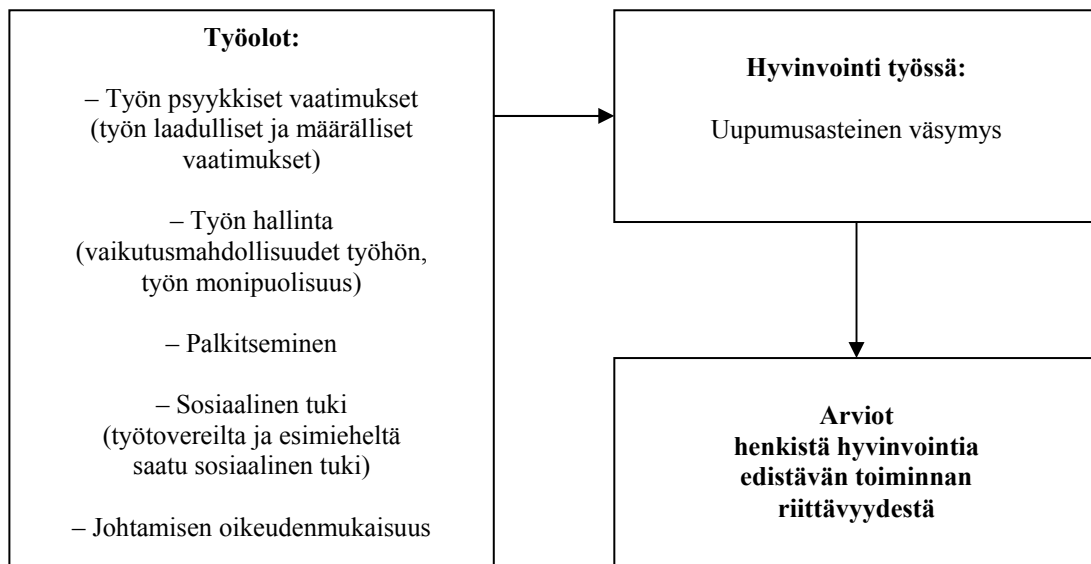 Työolot:
– Työn psyykkiset vaatimukset
(työn laadulliset ja määrälliset
vaatimukset)
– Työn hallinta
(vaikutusmahdollisuudet työhön,
työn monipuolisuus)
– Palkitseminen
– Sosiaalinen tuki
(työtovereilta ja esimieheltä
saatu sosiaalinen tuki)
– Johtamisen oikeudenmukaisuus
Hyvinvointi työssä:
Uupumusasteinen väsymys
Arviot
henkistä hyvinvointia
edistävän toiminnan
riittävyydestä